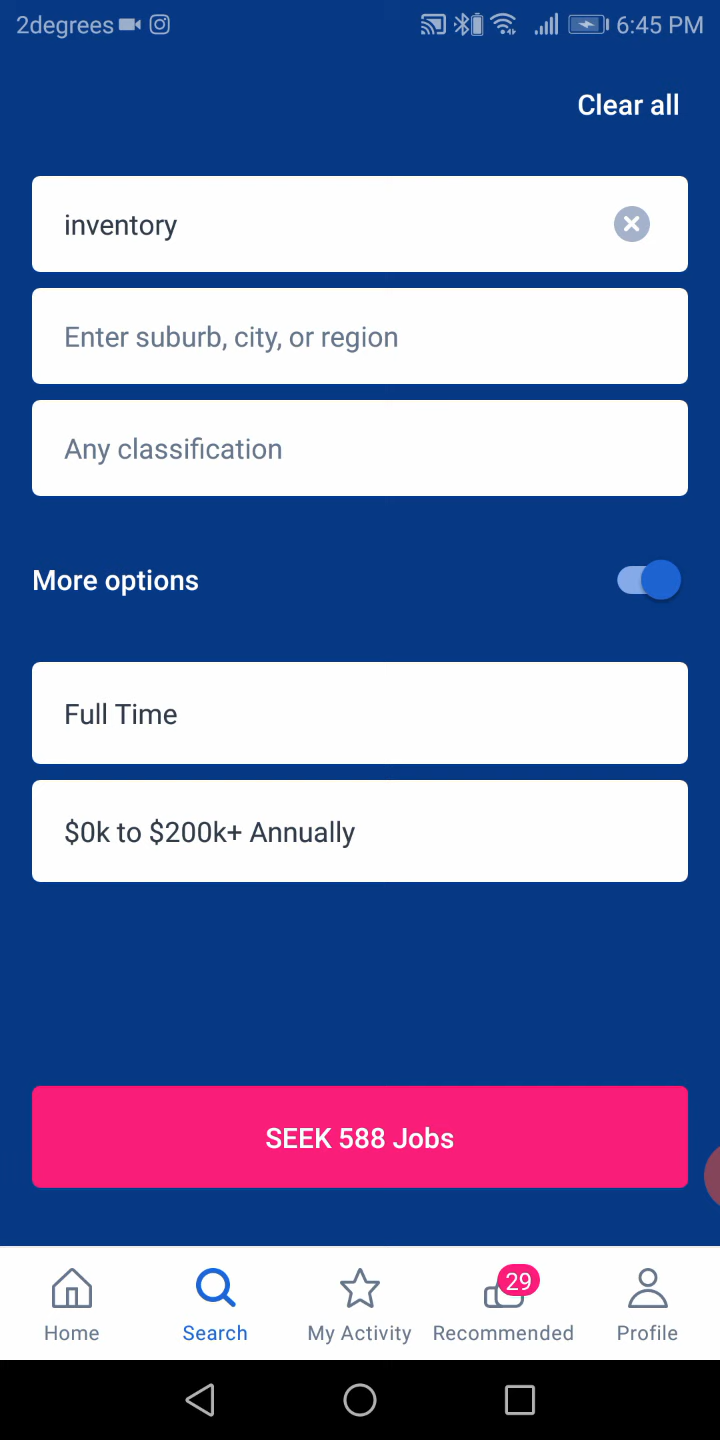 2degrees 6:45 PM
Clear all
inventory
Enter suburb, city, or region
Any classification
More options
Full Time
$0k to $200k+ Annually
SEEK 588 Jobs
29
Home Search My Activity Recommended Profile